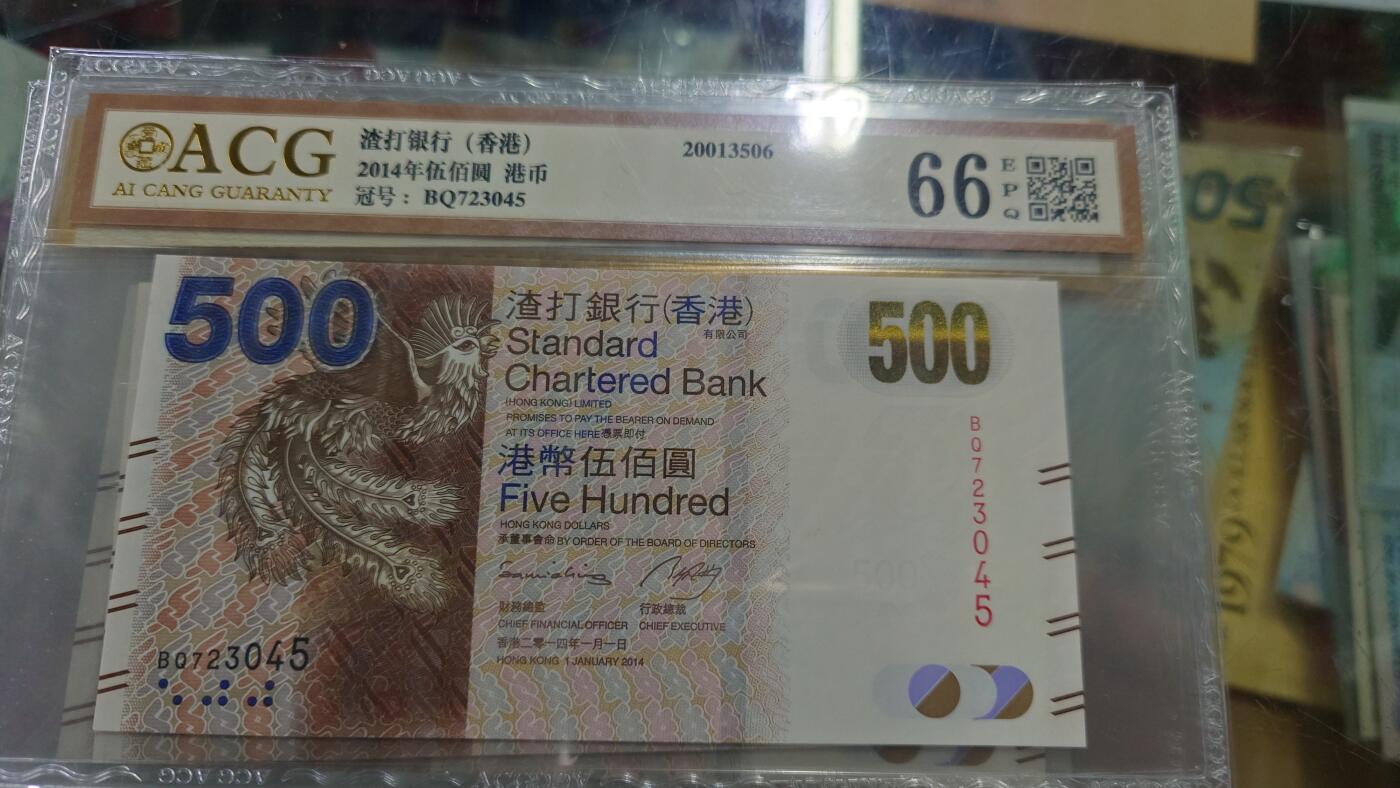 ACG
AI CANG GUARANTY
渣打银行（香港）
2014年伍佰圆 港币
冠号：BQ723045
20013506
66
EPQ
500
渣打銀行(香港)
有限公司
Standard
Chartered Bank
(HONG KONG) LIMITED
PROMISES TO PAY THE BEARER ON DEMAND
AT ITS OFFICE HERE 憑票即付
港幣伍佰圓
Five Hundred
HONG KONG DOLLARS
承董事會命 BY ORDER OF THE BOARD OF DIRECTORS
財務總監
CHIEF FINANCIAL OFFICER
行政總裁
CHIEF EXECUTIVE
香港二零一四年一月一日
HONG KONG 1 JANUARY 2014
BQ723045
500
BQ723045
500
1979